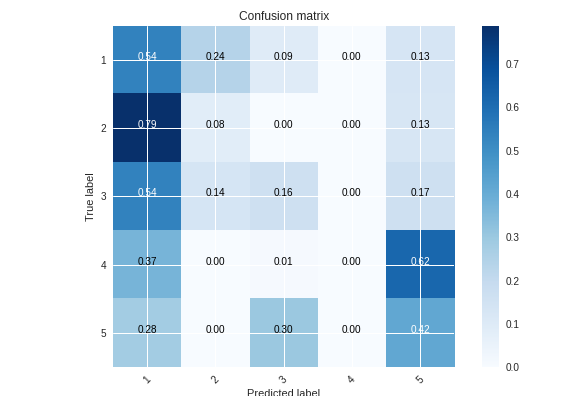 Confusion matrix
1 0.54 0.24 0.09 0.00 0.13
2 0.79 0.08 0.00 0.00 0.13
3 0.54 0.14 0.16 0.00 0.17
4 0.37 0.00 0.01 0.00 0.62
5 0.28 0.00 0.30 0.00 0.42
1 2 3 4 5
True label
Predicted label
0.7
0.6
0.5
0.4
0.3
0.2
0.1
0.0